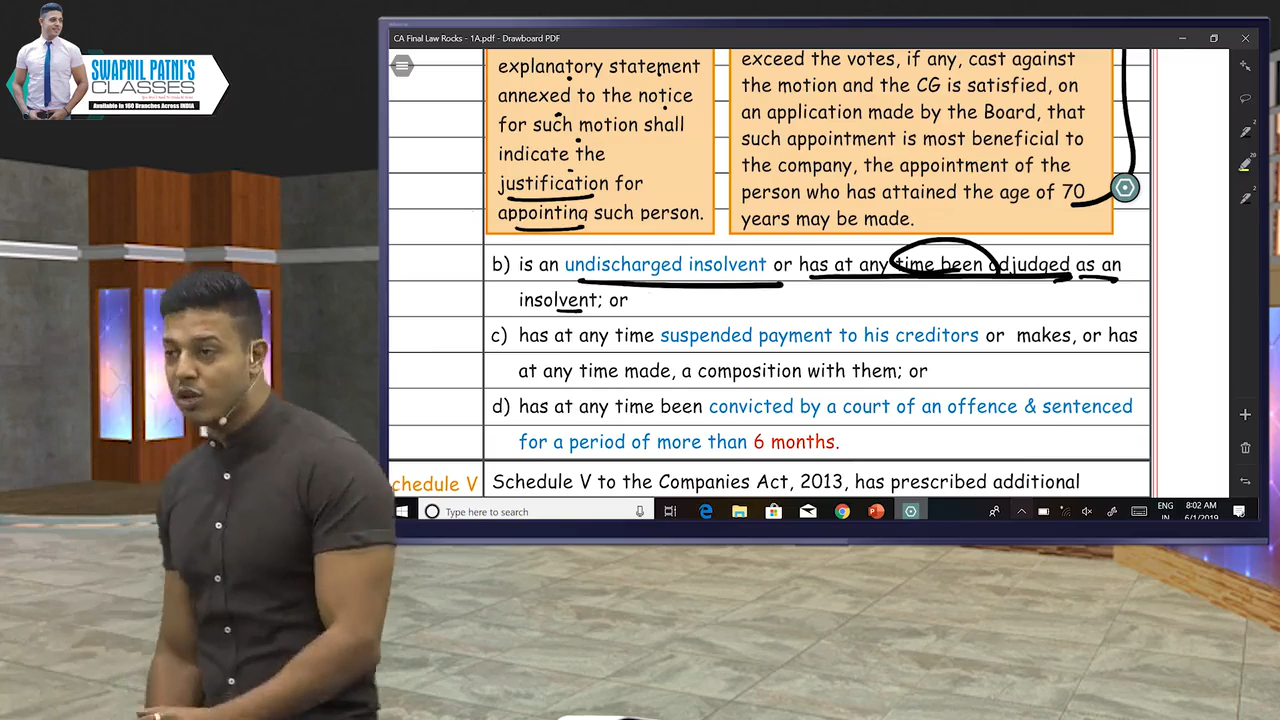 SWAPNIL PATNI'S
CLASSES
Available in 160 Branches Across INDIA
CA Final Law Rocks - 1A.pdf - Drawboard PDF
explanatory statement
annexed to the notice
for such motion shall
indicate the
justification for
appointing such person.
exceed the votes, if any, cast against
the motion and the CG is satisfied, on
an application made by the Board, that
such appointment is most beneficial to
the company, the appointment of the
person who has attained the age of 70
years may be made.
b) is an undischarged insolvent or has at any time been adjudged as an
insolvent; or
c) has at any time suspended payment to his creditors or makes, or has
at any time made, a composition with them; or
d) has at any time been convicted by a court of an offence & sentenced
for a period of more than 6 months.
chedule V
Schedule V to the Companies Act, 2013, has prescribed additional
Type here to search
ENG
IN
8:02 AM
6/1/2019